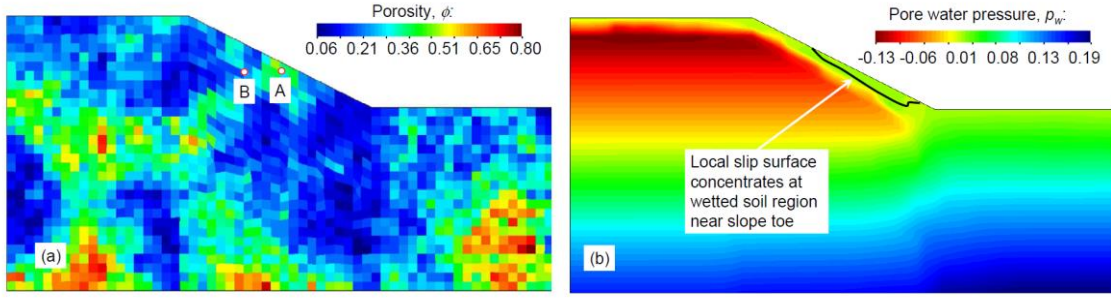 Porosity, ϕ:
0.06 0.21 0.36 0.51 0.65 0.80
B A
(a)
Pore water pressure, pw:
-0.13 -0.06 0.01 0.08 0.13 0.19
Local slip surface
concentrates at
wetted soil region
near slope toe
(b)